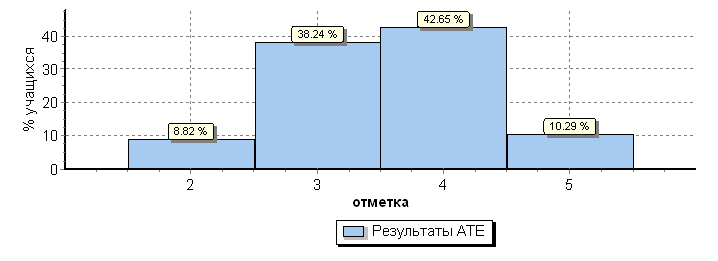 42.65 %
38.24 %
10.29 %
8.82 %
% учащихся
40
30
20
10
0
2 3 4 5
отметка
Результаты АТЕ